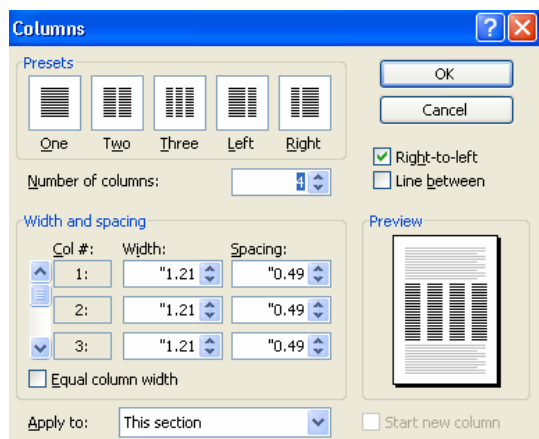 Columns
Presets
OK
Cancel
One Two Three Left Right
Right-to-left
Number of columns: 4
Line between
Width and spacing
Preview
Col #: Width: Spacing:
1: "1.21 "0.49
2: "1.21 "0.49
3: "1.21 "0.49
Equal column width
Apply to: This section
Start new column